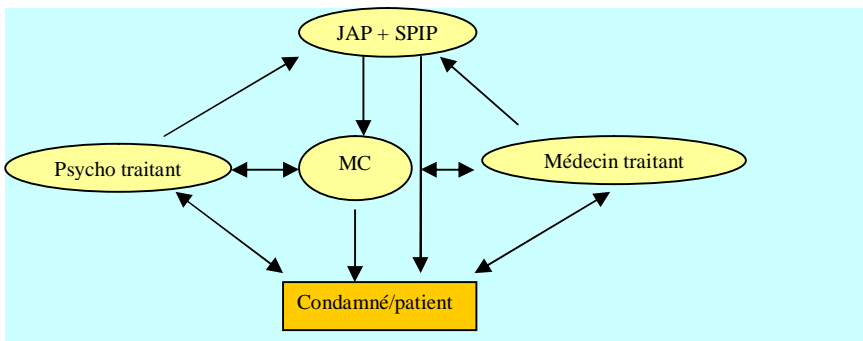 JAP + SPIP
Psycho traitant
MC
Médecin traitant
Condamné/patient